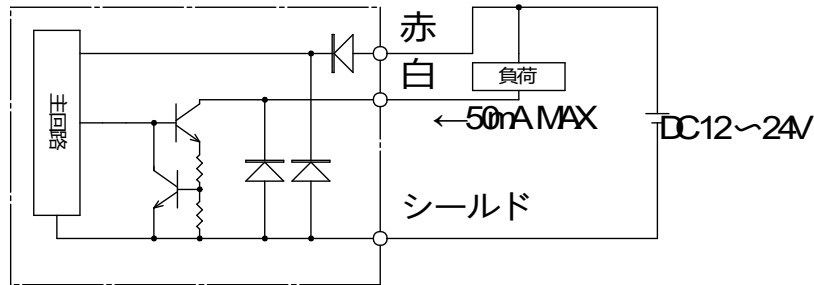 赤
白
負荷
主回路
←50mA MAX
DC12～24V
シールド